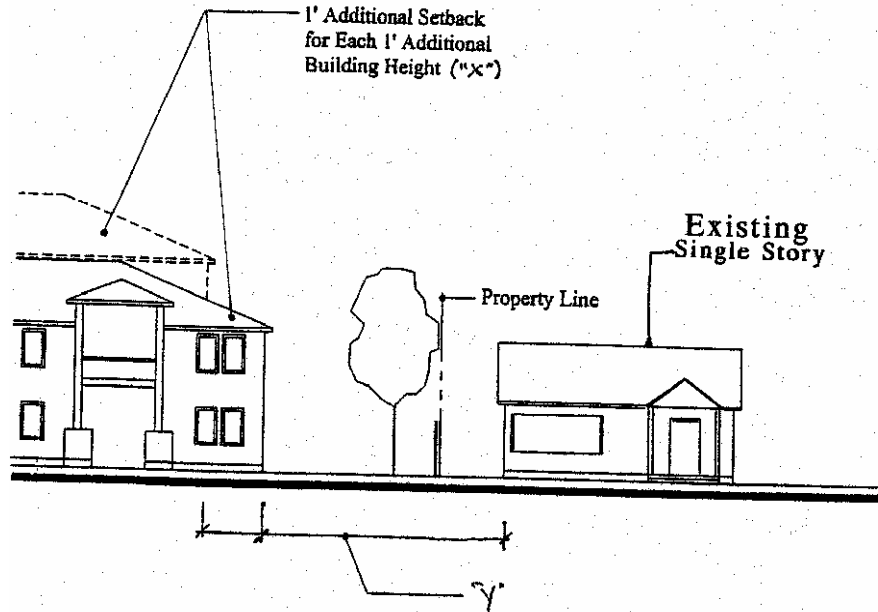 1' Additional Setback
for Each 1' Additional
Building Height ("X")
Existing
Single Story
Property Line
"Y"